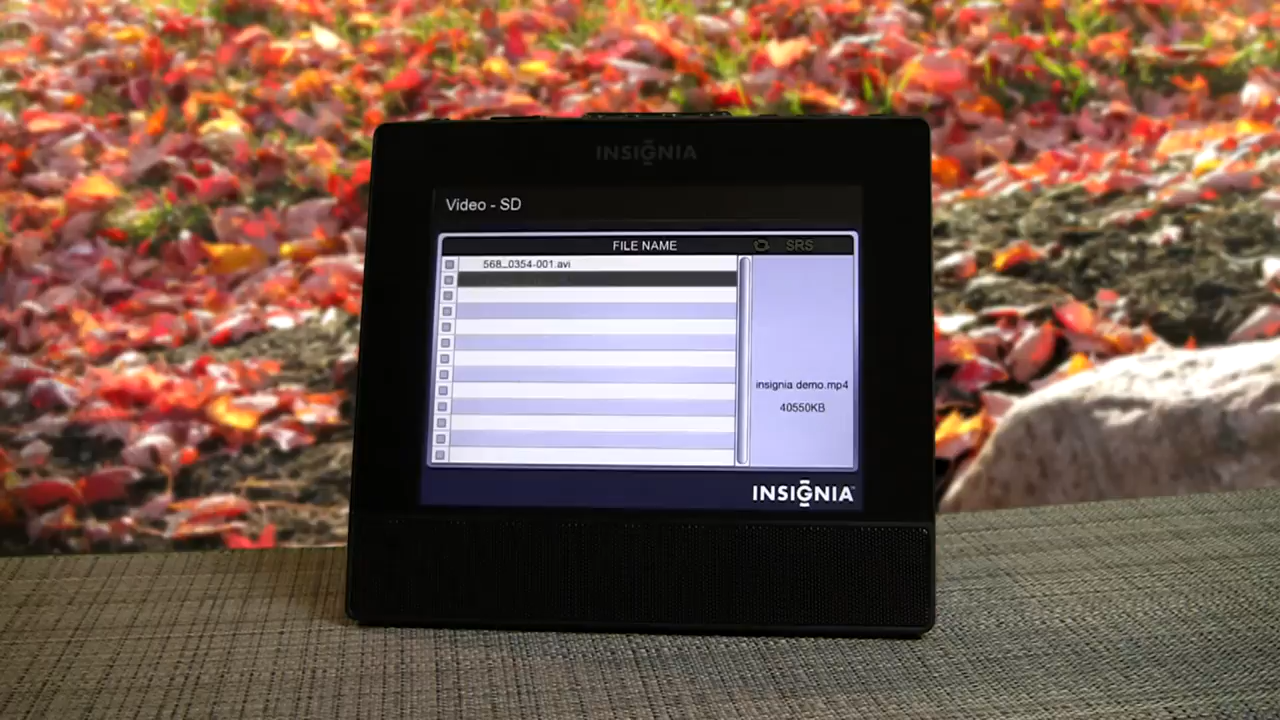 INSIGNIA
Video - SD
FILE NAME SRS
568_0354-001.avi
insignia demo.mp4
40550KB
INSIGNIA